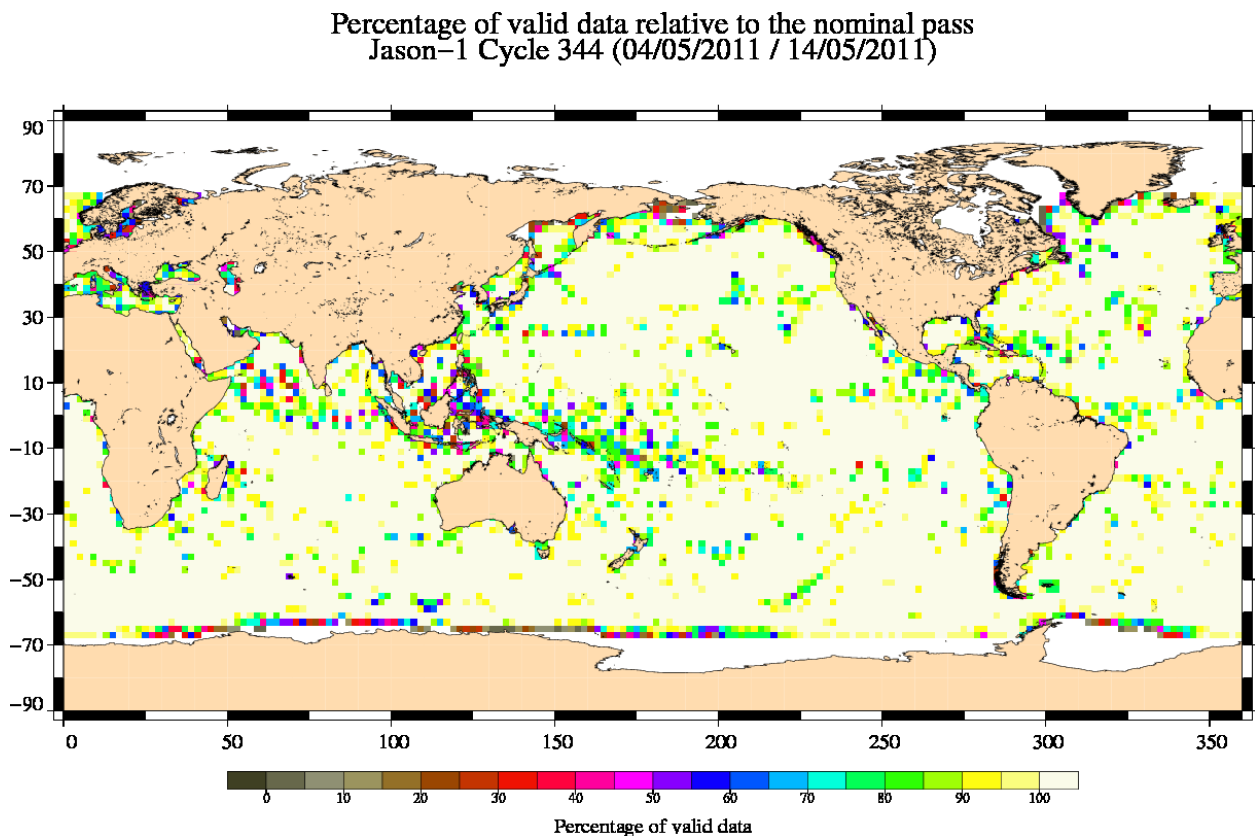 Percentage of valid data relative to the nominal pass
Jason−1 Cycle 344 (04/05/2011 / 14/05/2011)
90
70
50
30
10
−10
−30
−50
−70
−90
0 50 100 150 200 250 300 350
0 10 20 30 40 50 60 70 80 90 100
Percentage of valid data